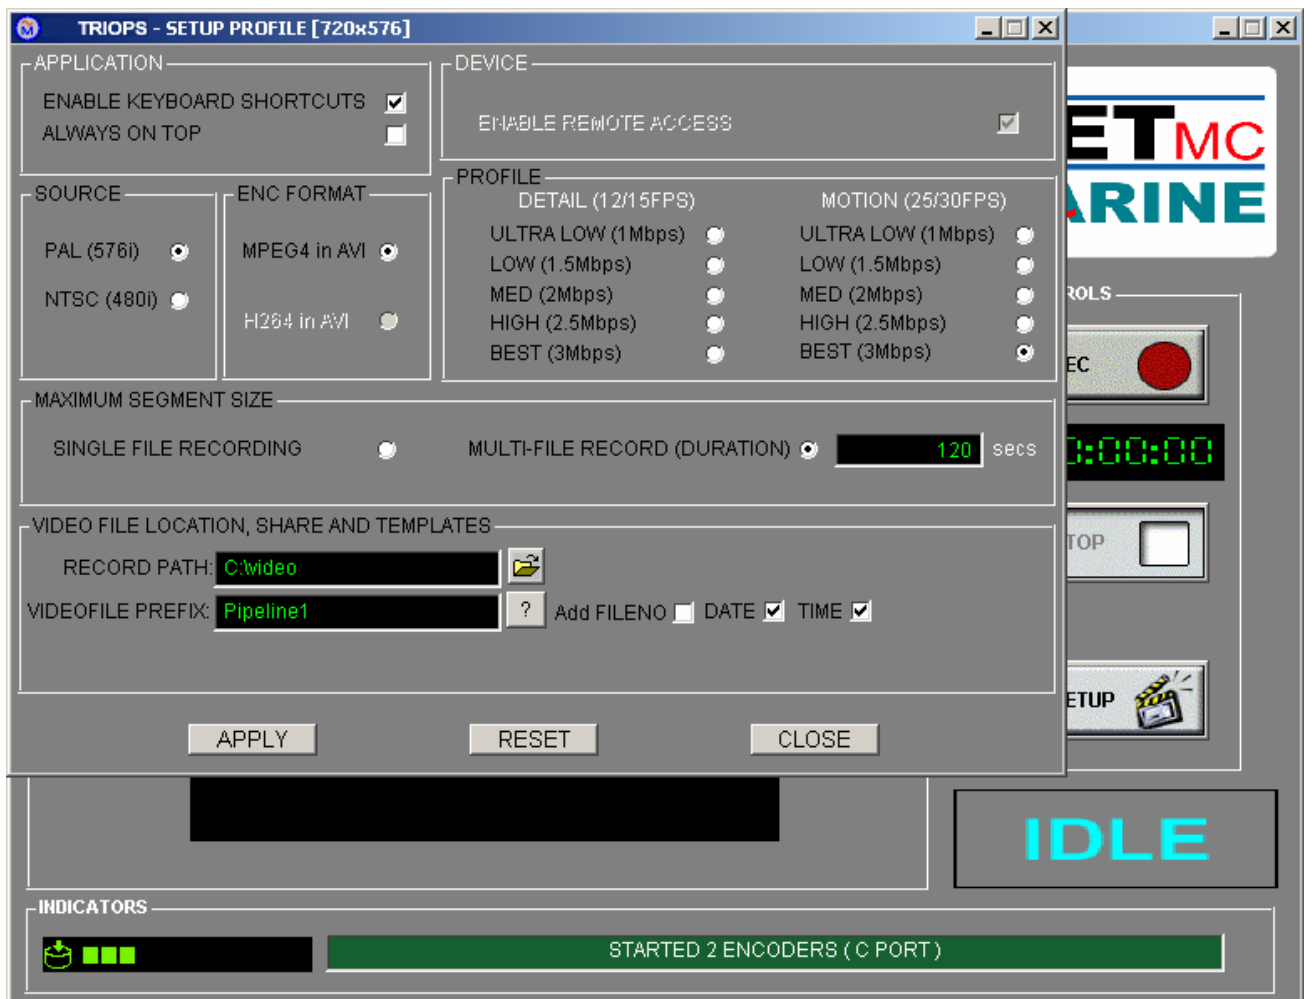 TRIOPS - SETUP PROFILE [720x576]
APPLICATION
ENABLE KEYBOARD SHORTCUTS
ALWAYS ON TOP
DEVICE
ENABLE REMOTE ACCESS
SOURCE
PAL (576i)
NTSC (480i)
ENC FORMAT
MPEG4 in AVI
H264 in AVI
PROFILE
DETAIL (12/15FPS) MOTION (25/30FPS)
ULTRA LOW (1Mbps) ULTRA LOW (1Mbps)
LOW (1.5Mbps) LOW (1.5Mbps)
MED (2Mbps) MED (2Mbps)
HIGH (2.5Mbps) HIGH (2.5Mbps)
BEST (3Mbps) BEST (3Mbps)
MAXIMUM SEGMENT SIZE
SINGLE FILE RECORDING MULTI-FILE RECORD (DURATION) 120 secs
VIDEO FILE LOCATION, SHARE AND TEMPLATES
RECORD PATH: C:\video
VIDEOFILE PREFIX: Pipeline1 ? Add FILENO DATE TIME
APPLY RESET CLOSE
ET MC
ARINE
ROLS
EC
0:00:00
TOP
ETUP
IDLE
INDICATORS
STARTED 2 ENCODERS ( C PORT )